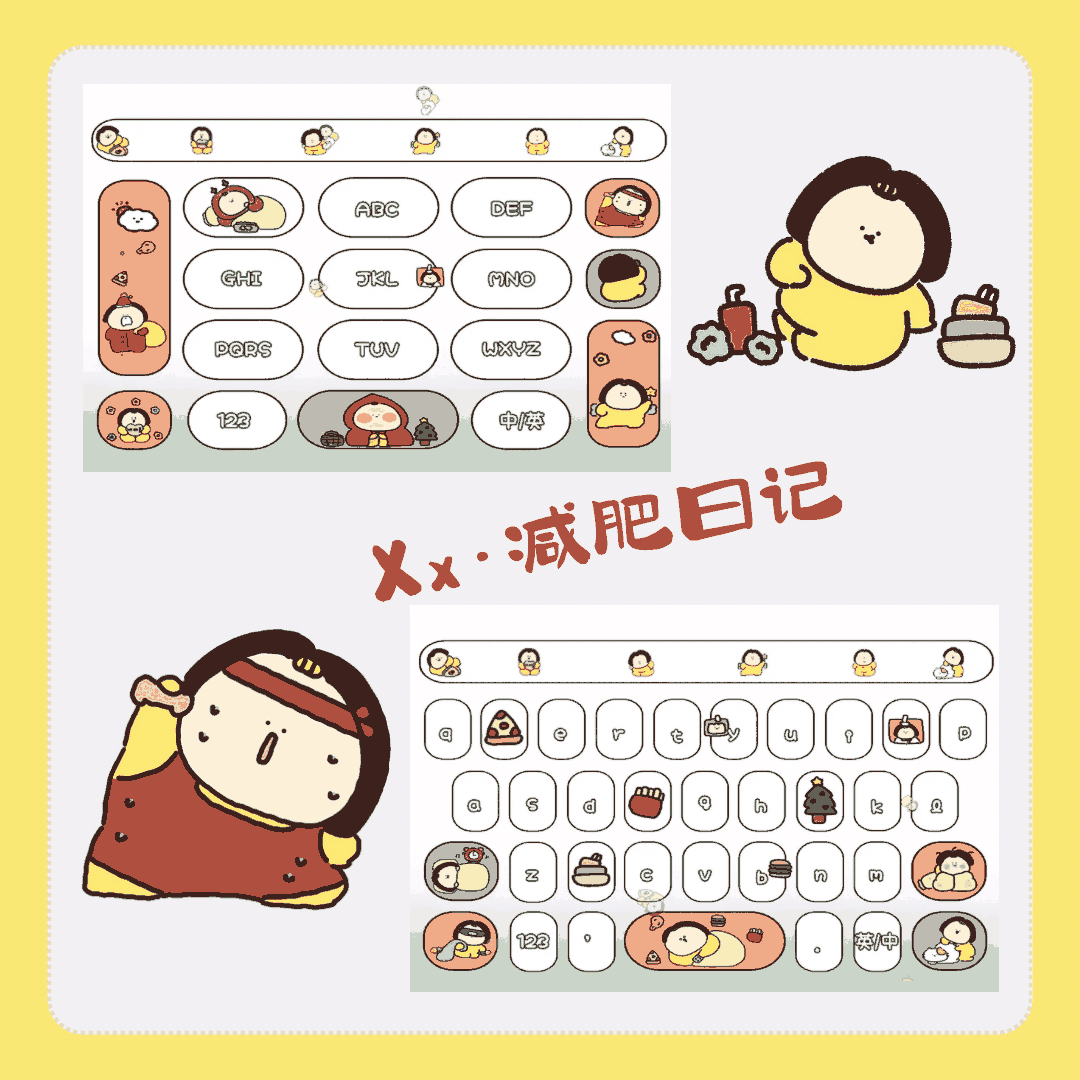 ABC DEF
GHI JKL MNO
PQRS TUV WXYZ
123 中/英
Xx·减肥日记
q e r t y u i p
a s d g h k l
z c v b n m
123 , . 英/中